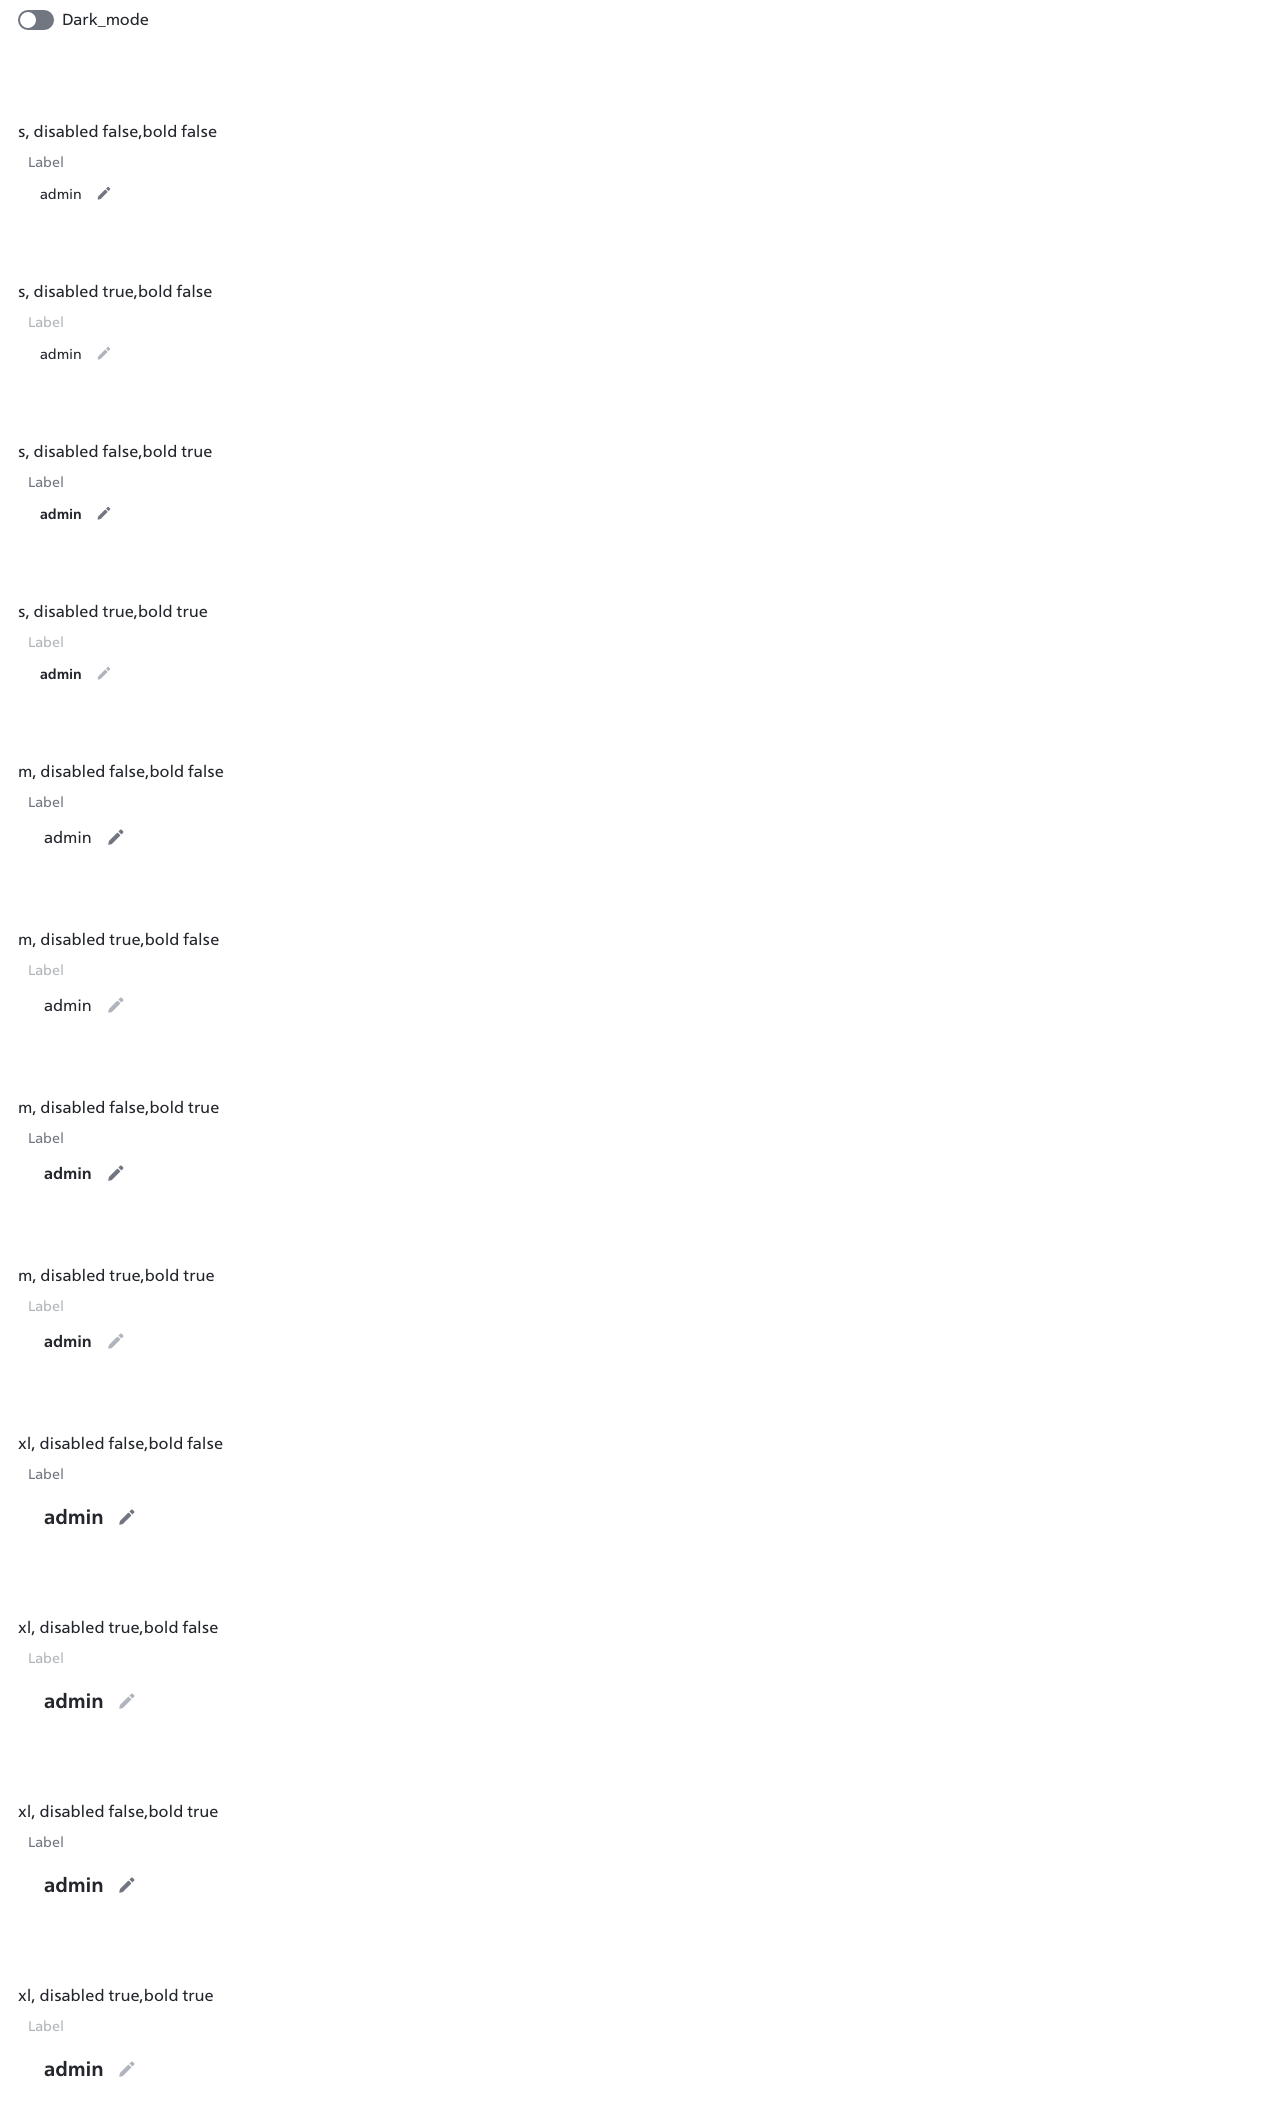 Dark_mode
s, disabled false,bold false
Label
admin
s, disabled true,bold false
Label
admin
s, disabled false,bold true
Label
admin
s, disabled true,bold true
Label
admin
m, disabled false,bold false
Label
admin
m, disabled true,bold false
Label
admin
m, disabled false,bold true
Label
admin
m, disabled true,bold true
Label
admin
xl, disabled false,bold false
Label
admin
xl, disabled true,bold false
Label
admin
xl, disabled false,bold true
Label
admin
xl, disabled true,bold true
Label
admin